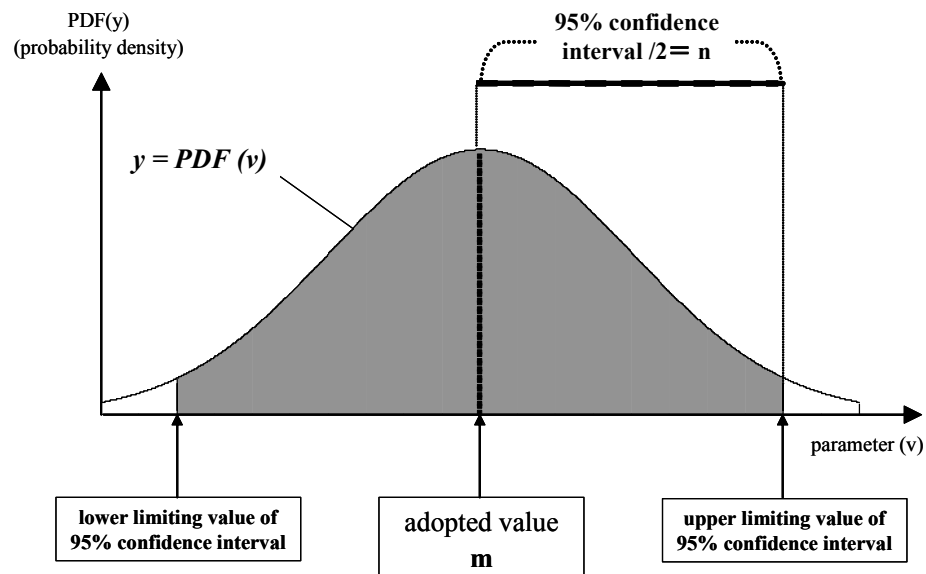 PDF(y)
(probability density)
95% confidence
interval /2= n
y = PDF (v)
parameter (v)
lower limiting value of
95% confidence interval
adopted value
m
upper limiting value of
95% confidence interval